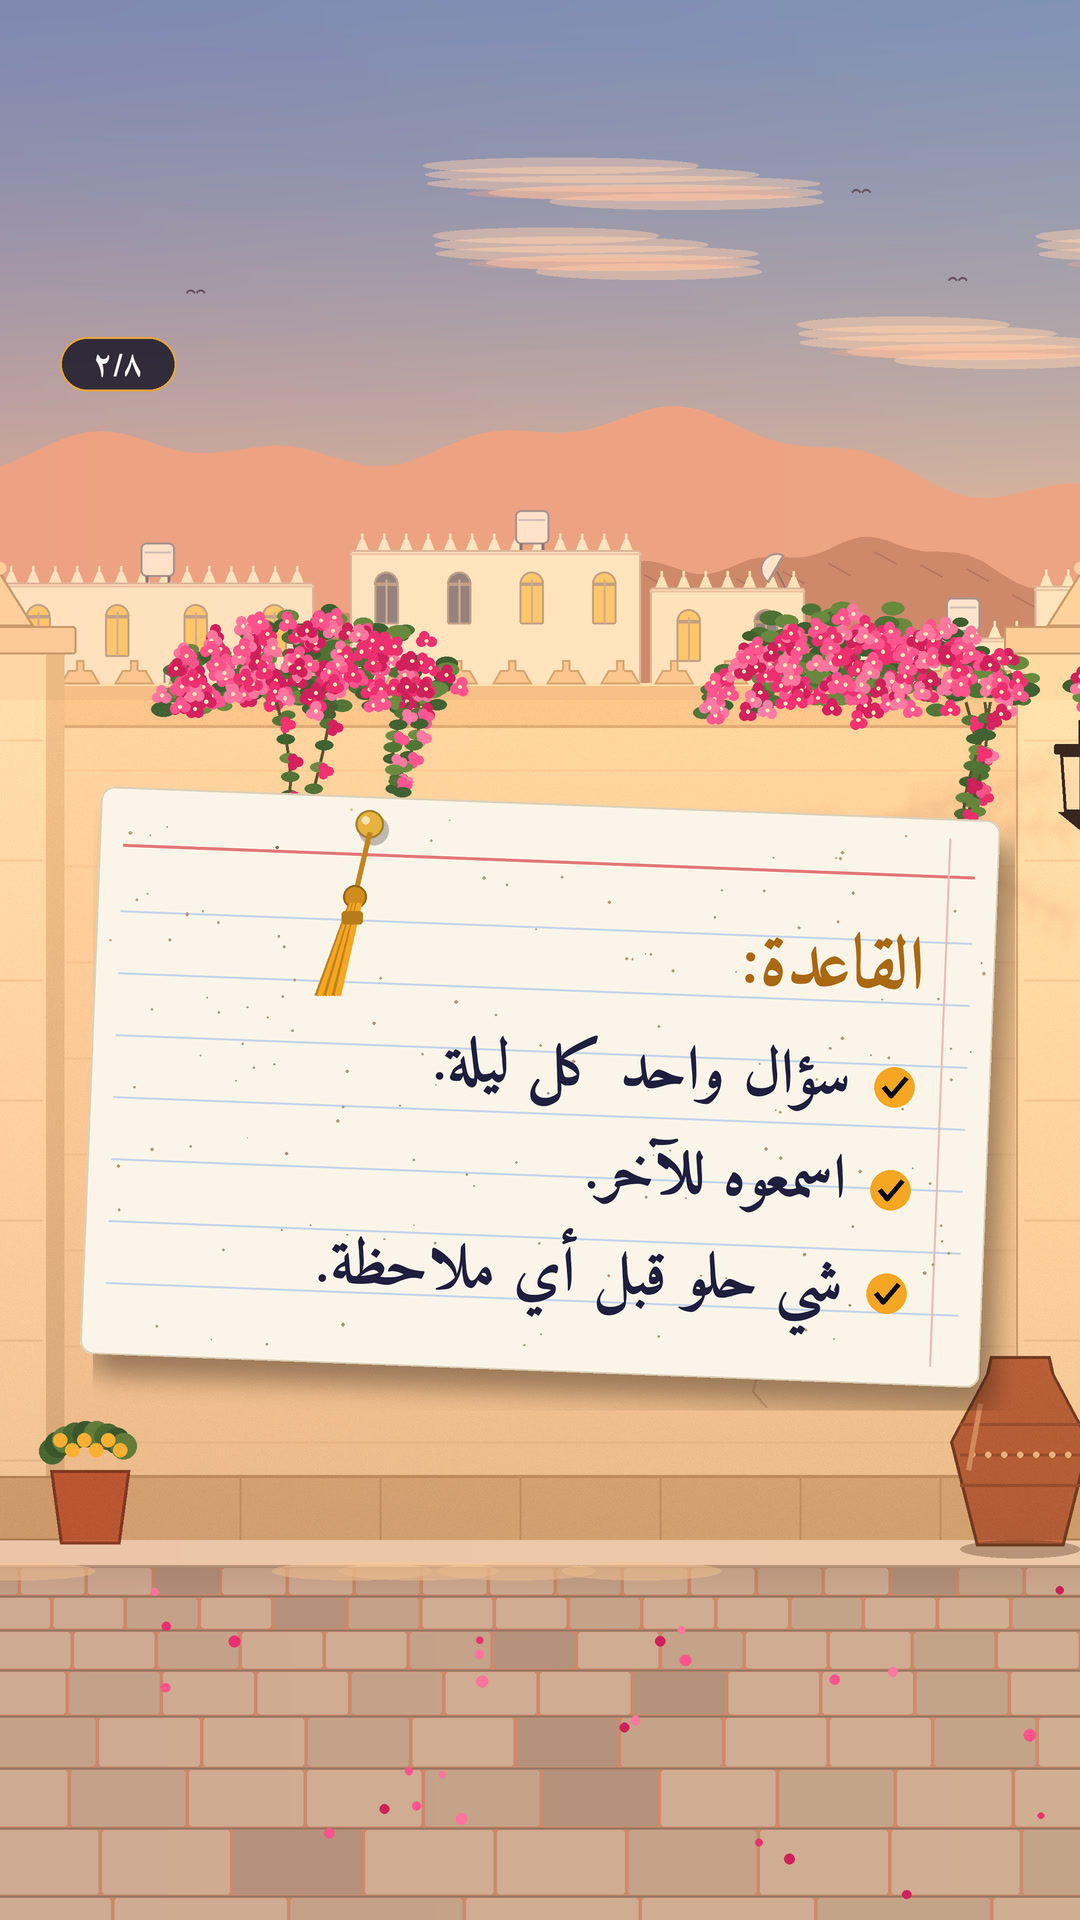 ٢/٨
القاعدة:
سؤال واحد كل ليلة.
اسمعوه للآخر.
شي حلو قبل أي ملاحظة.